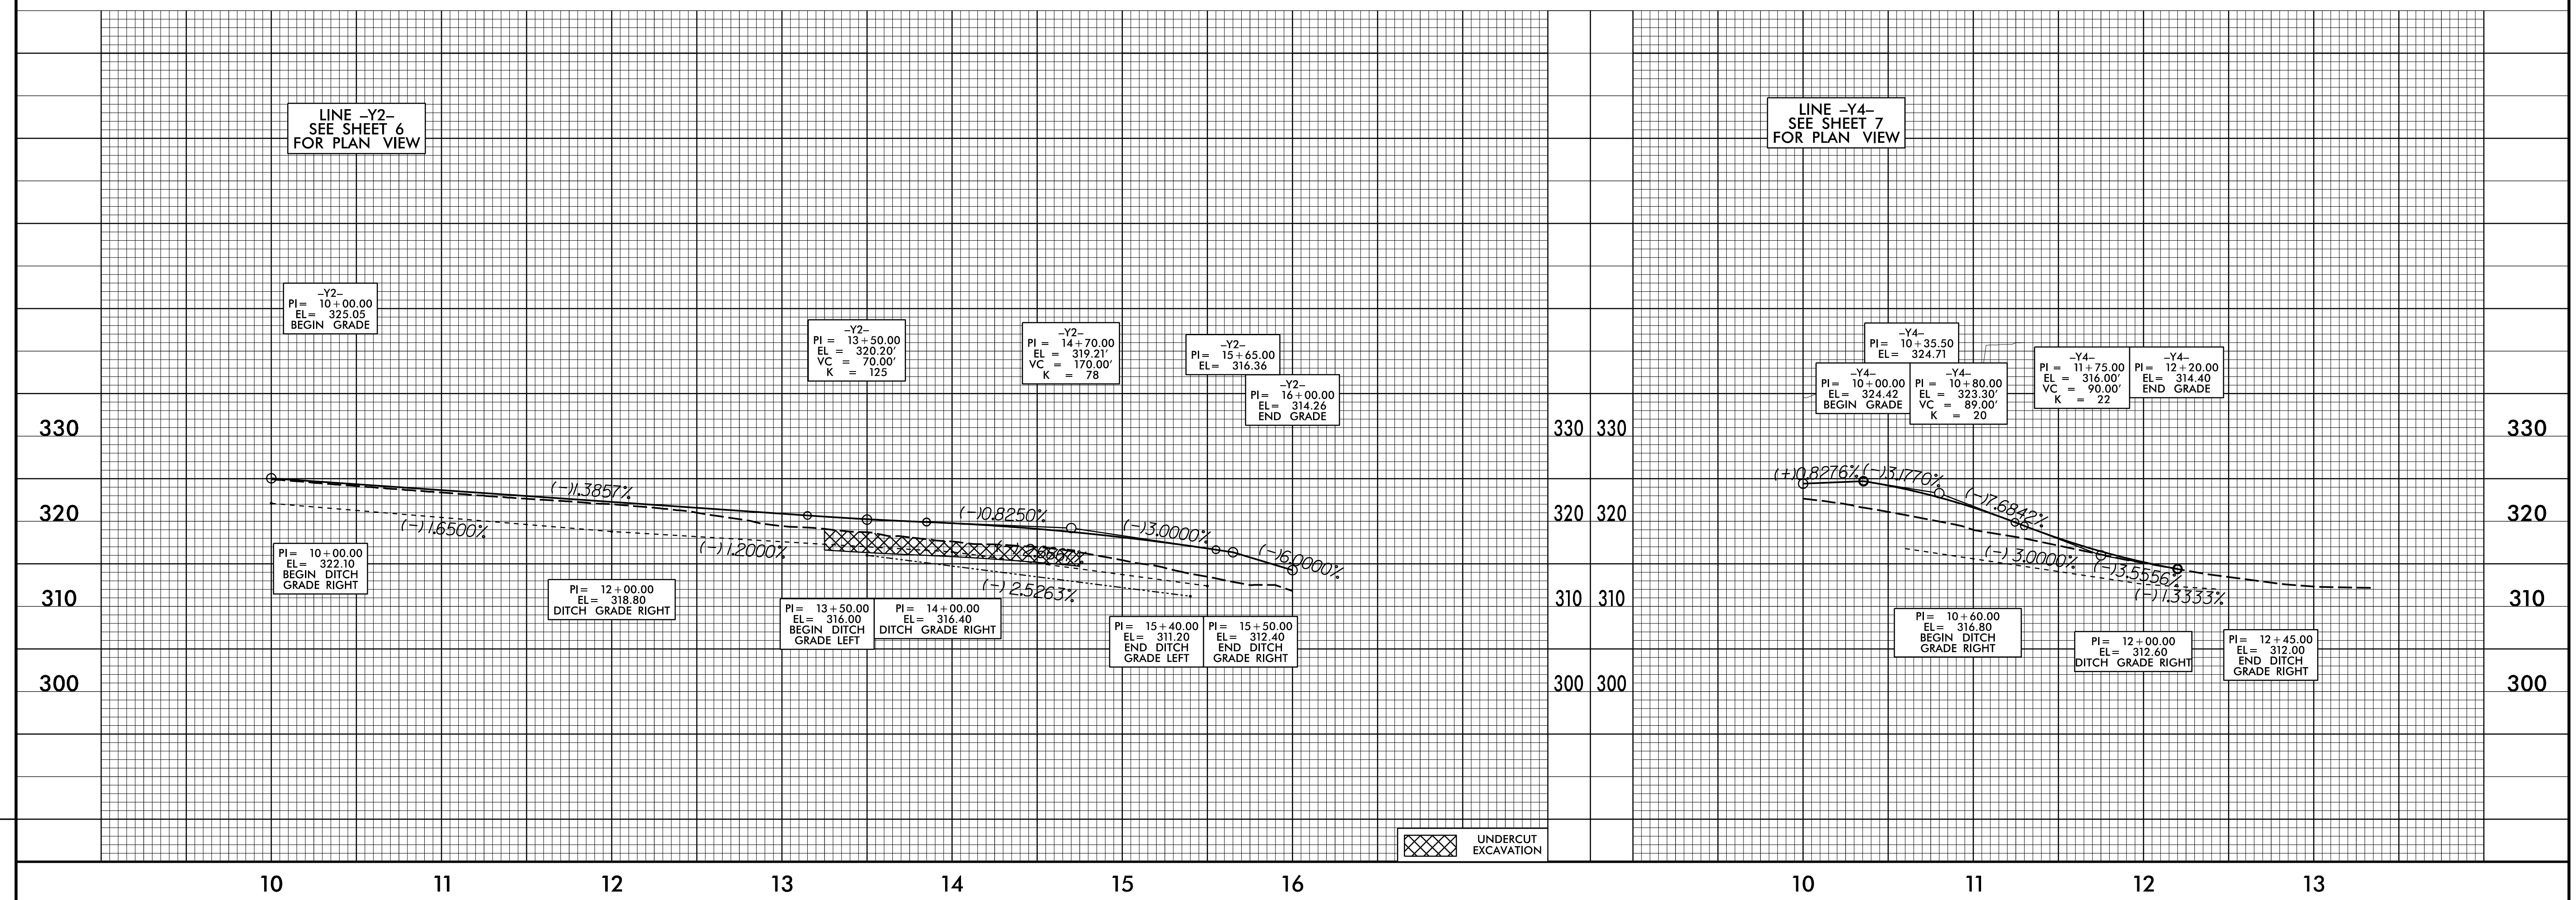 LINE –Y2–
SEE SHEET 6
FOR PLAN VIEW
–Y2–
PI= 10+00.00
EL= 325.05
BEGIN GRADE
–Y2–
PI = 13+50.00
EL = 320.20'
VC = 70.00'
K = 125
–Y2–
PI = 14+70.00
EL = 319.21'
VC = 170.00'
K = 78
–Y2–
PI= 15+65.00
EL= 316.36
–Y2–
PI= 16+00.00
EL= 314.26
END GRADE
330
320
310
300
(–)1.3857%
(–)0.8250%
(–)3.0000%
(–)6.0000%
(–)1.6500%
(–)1.2000%
(–)2.5263%
PI= 10+00.00
EL= 322.10
BEGIN DITCH
GRADE RIGHT
PI= 12+00.00
EL= 318.80
DITCH GRADE RIGHT
PI= 13+50.00
EL= 316.00
BEGIN DITCH
GRADE LEFT
PI= 14+00.00
EL= 316.40
DITCH GRADE RIGHT
PI= 15+40.00
EL= 311.20
END DITCH
GRADE LEFT
PI= 15+50.00
EL= 312.40
END DITCH
GRADE RIGHT
UNDERCUT
EXCAVATION
10 11 12 13 14 15 16
330 330
320 320
310 310
300 300
LINE –Y4–
SEE SHEET 7
FOR PLAN VIEW
–Y4–
PI= 10+35.50
EL= 324.71
–Y4–
PI= 10+00.00
EL= 324.42
BEGIN GRADE
–Y4–
PI = 10+80.00
EL = 323.30'
VC = 89.00'
K = 20
–Y4–
PI = 11+75.00
EL = 316.00'
VC = 90.00'
K = 22
–Y4–
PI= 12+20.00
EL= 314.40
END GRADE
(+)0.8276%
(–)3.1770%
(–)7.6842%
(–)3.0000%
(–)3.5556%
(–)1.3333%
PI= 10+60.00
EL= 316.80
BEGIN DITCH
GRADE RIGHT
PI= 12+00.00
EL= 312.60
DITCH GRADE RIGHT
PI= 12+45.00
EL= 312.00
END DITCH
GRADE RIGHT
330
320
310
300
10 11 12 13